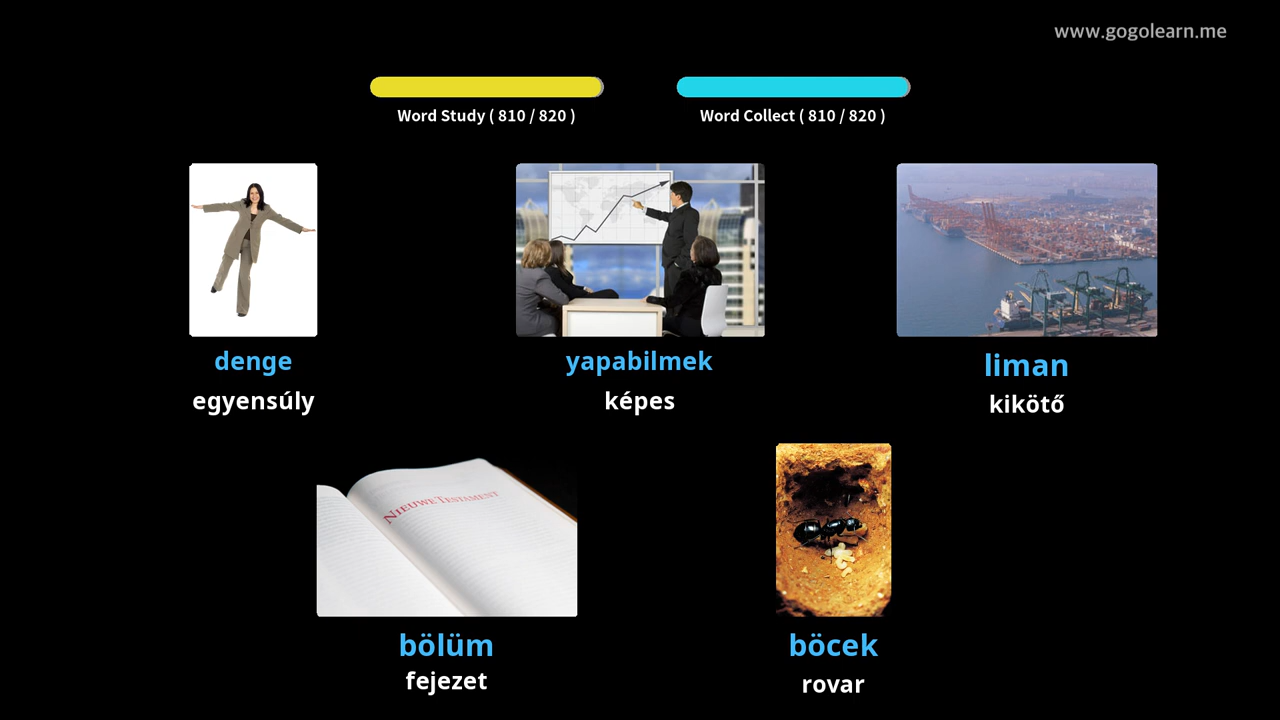 www.gogolearn.me
Word Study ( 810 / 820 )
Word Collect ( 810 / 820 )
denge
egyensúly
yapabilmek
képes
liman
kikötő
NIEUWE TESTAMENT
bölüm
fejezet
böcek
rovar